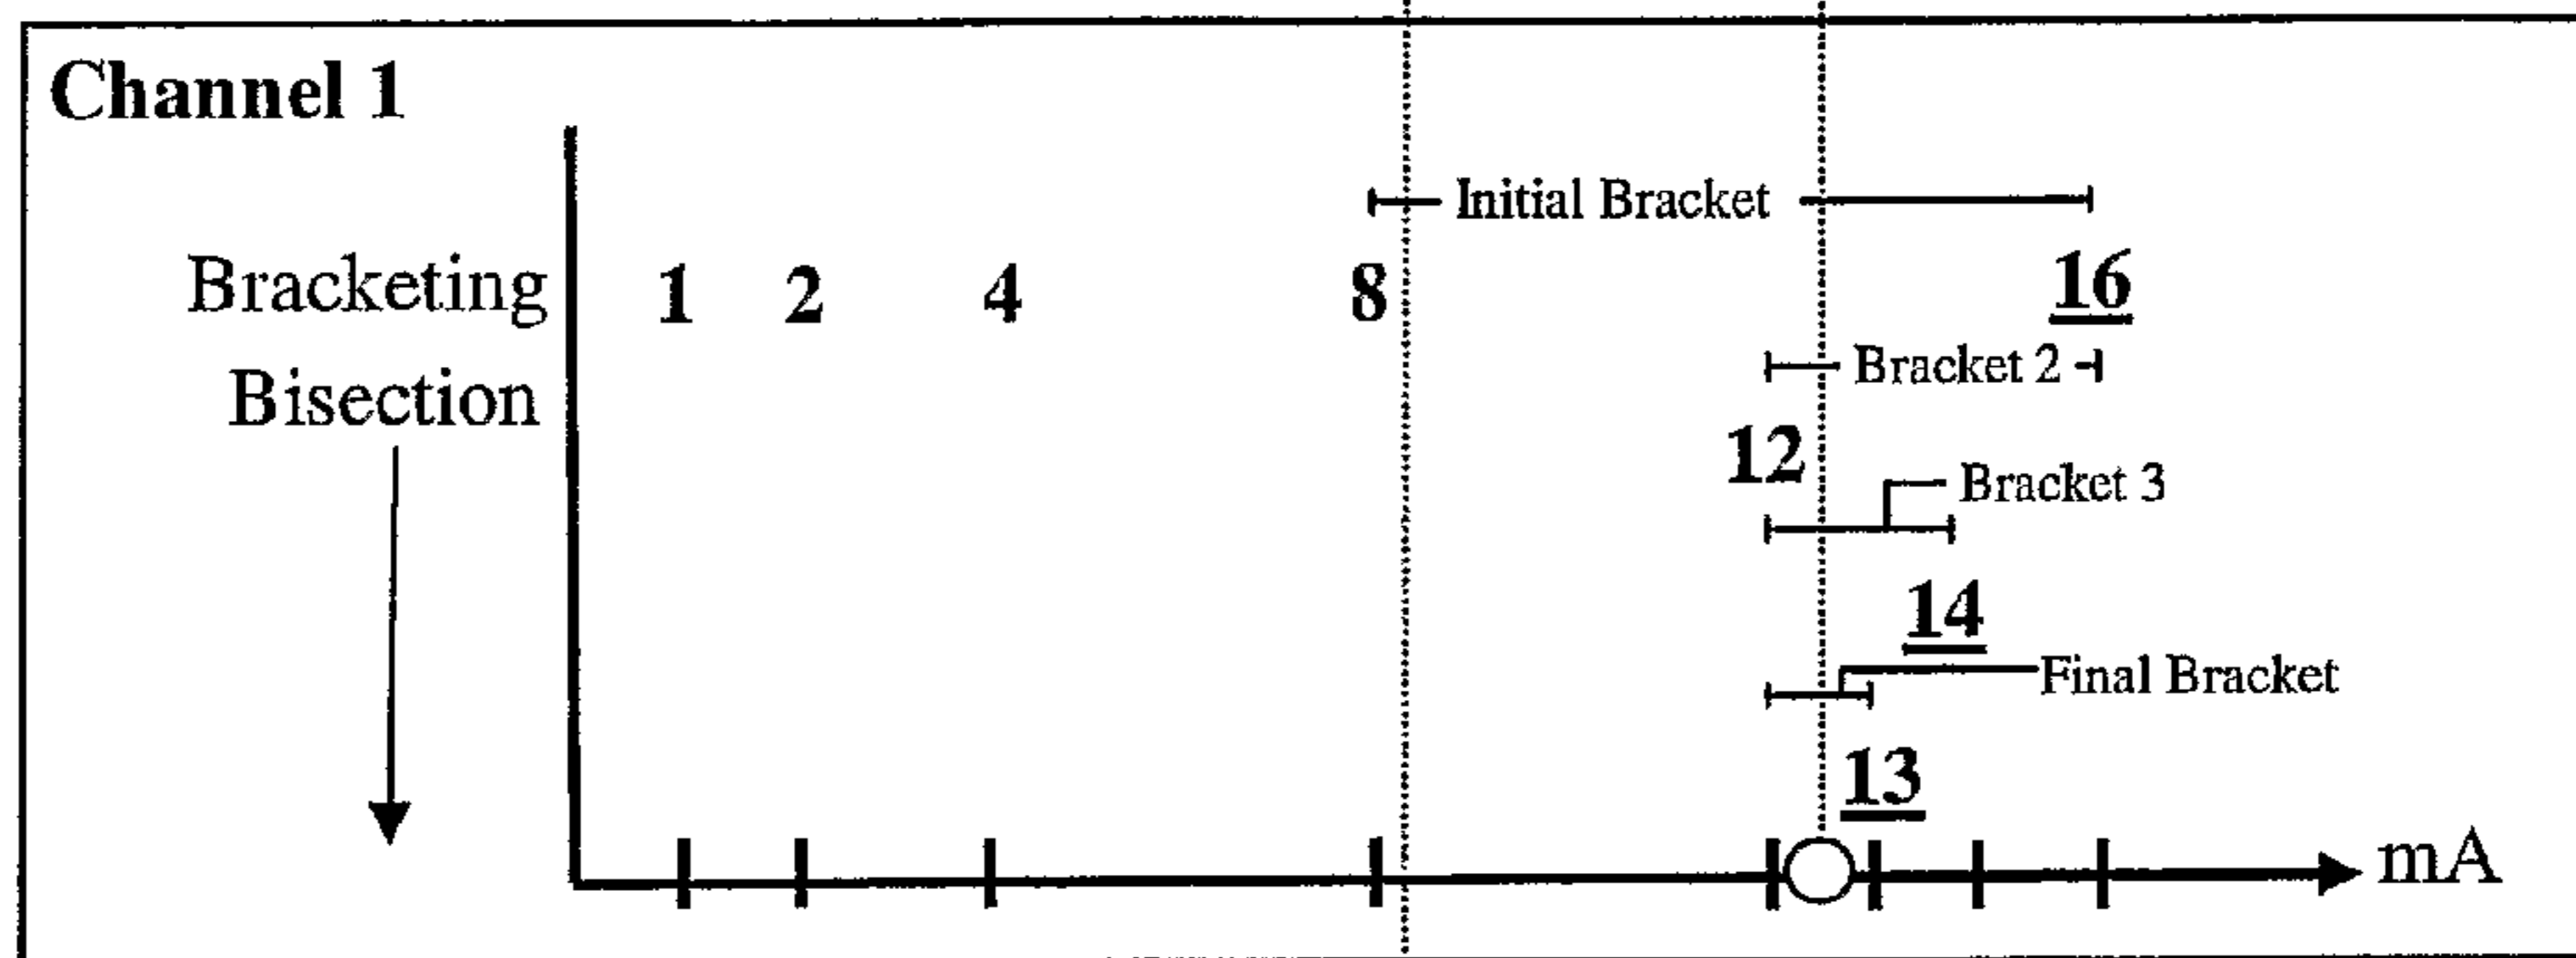 Channel 1
Initial Bracket
Bracketing 1 2 4 8 16
Bracket 2
Bisection
12
Bracket 3
14
Final Bracket
13
mA